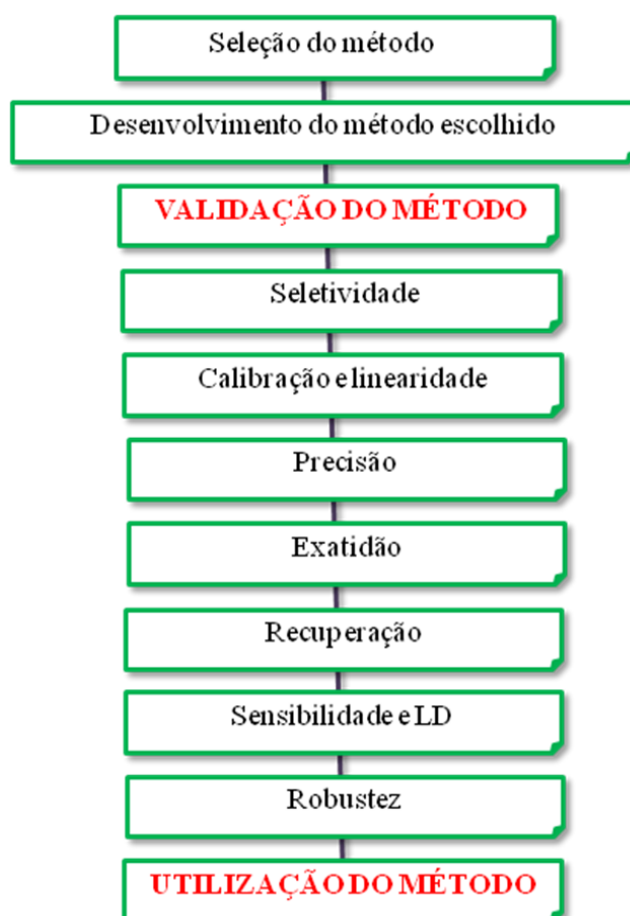 Seleção do método
Desenvolvimento do método escolhido
VALIDAÇÃO DO MÉTODO
Seletividade
Calibração e linearidade
Precisão
Exatidão
Recuperação
Sensibilidade e LD
Robustez
UTILIZAÇÃO DO MÉTODO